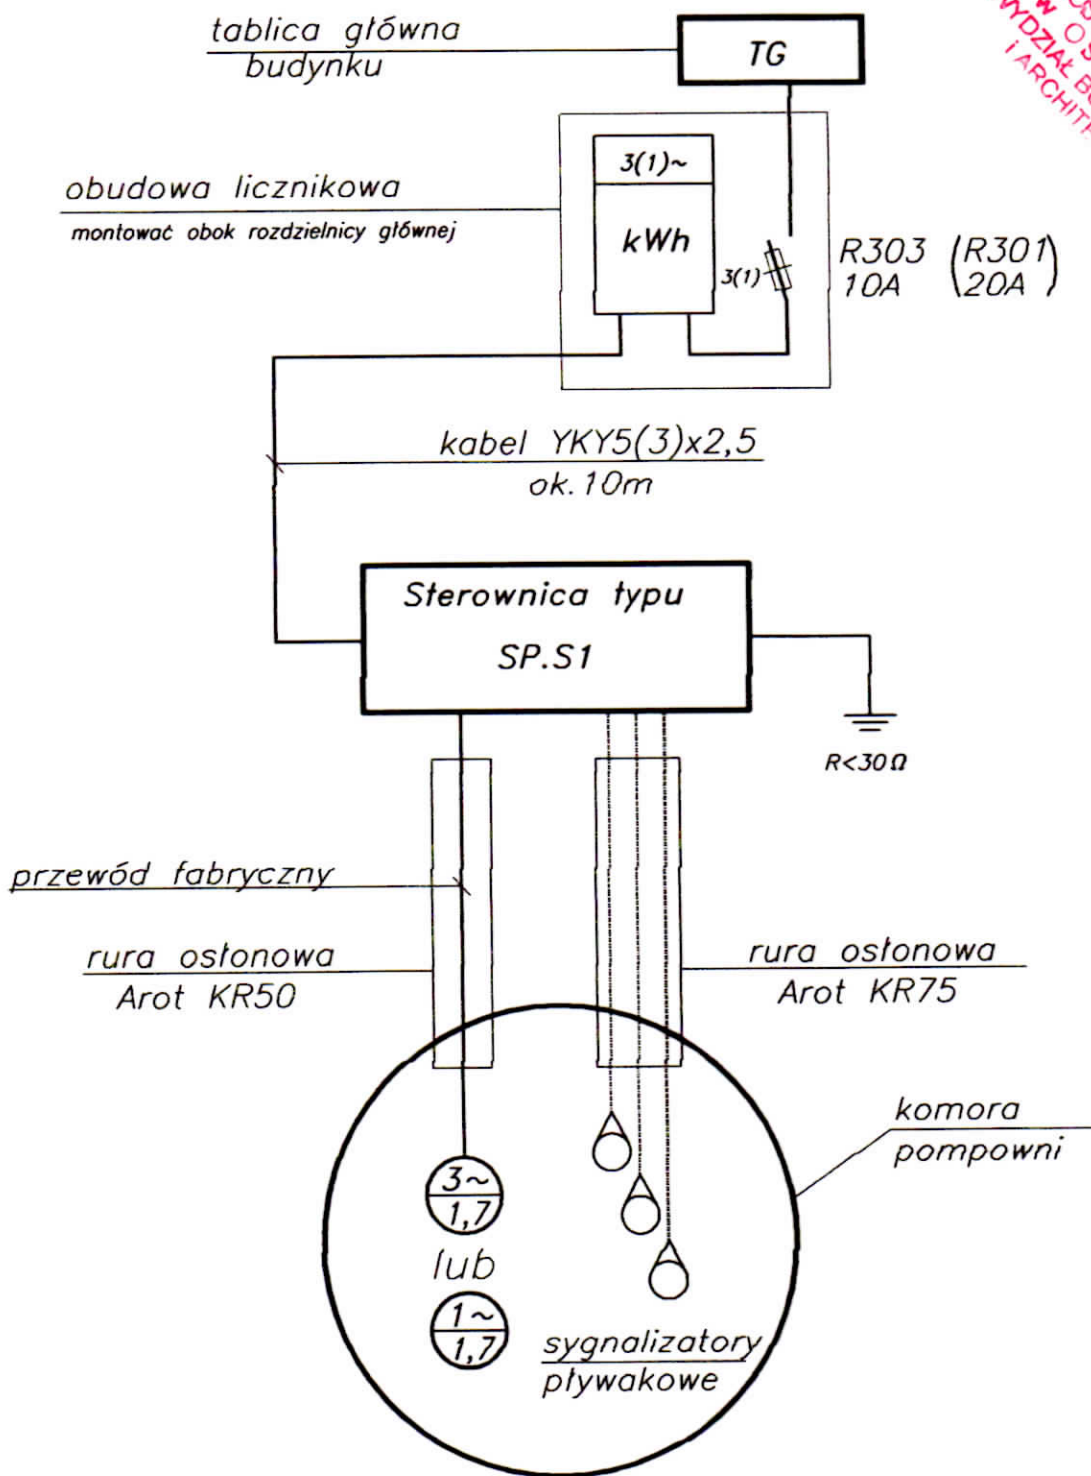 tablica główna
budynku
TG
obudowa licznikowa
montować obok rozdzielnicy głównej
3(1)~
kWh
3(1)
R303 (R301)
10A (20A)
kabel YKY5(3)x2,5
ok.10m
Sterownica typu
SP.S1
R<30Ω
przewód fabryczny
rura osłonowa
Arot KR50
rura osłonowa
Arot KR75
komora
pompowni
3~
1,7
lub
1~
1,7
sygnalizatory
pływakowe